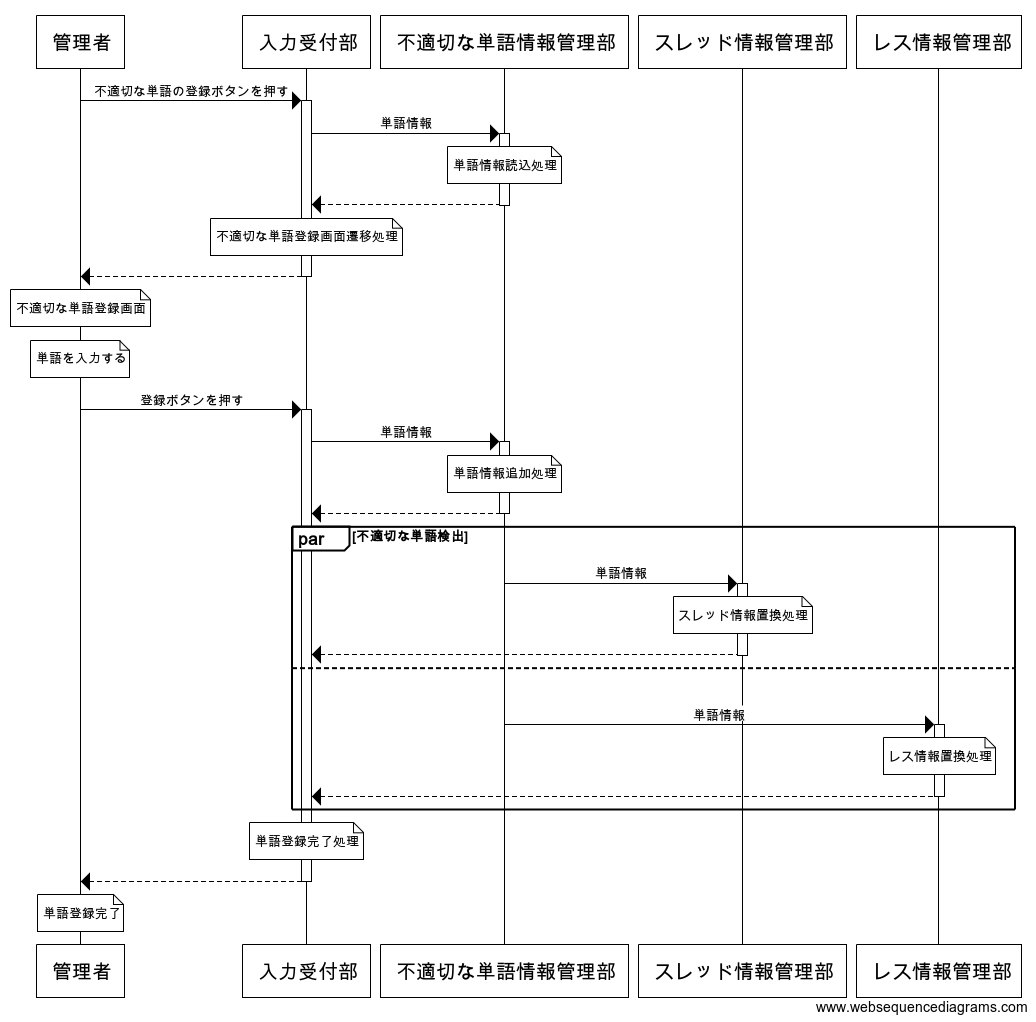 管理者
入力受付部
不適切な単語情報管理部
スレッド情報管理部
レス情報管理部
不適切な単語の登録ボタンを押す
単語情報
単語情報読込処理
不適切な単語登録画面遷移処理
不適切な単語登録画面
単語を入力する
登録ボタンを押す
単語情報
単語情報追加処理
par
[不適切な単語検出]
単語情報
スレッド情報置換処理
単語情報
レス情報置換処理
単語登録完了処理
単語登録完了
管理者
入力受付部
不適切な単語情報管理部
スレッド情報管理部
レス情報管理部
www.websequencediagrams.com